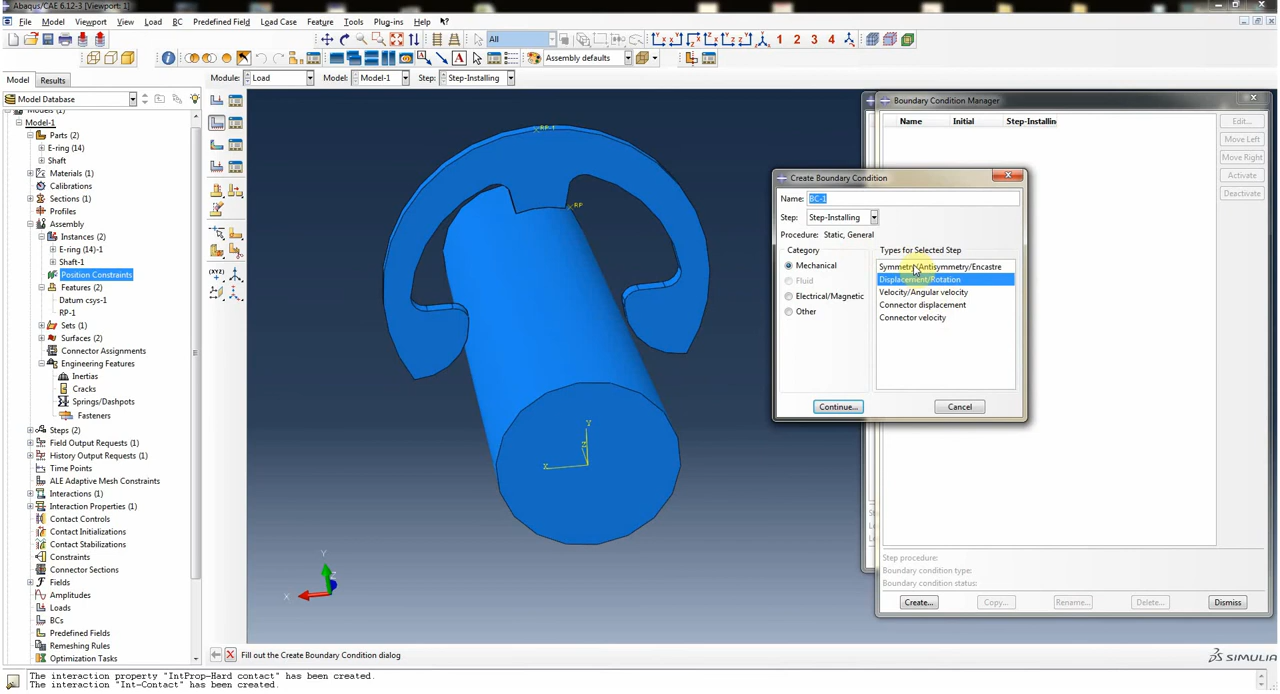 Abaqus/CAE 6.12-3 [Viewport: 1]
File Model Viewport View Load BC Predefined Field Load Case Feature Tools Plug-ins Help
All 1 2 3 4
A Assembly defaults
Model Results Module: Load Model: Model-1 Step: Step-Installing
Model Database
Models (1)
Model-1
Parts (2)
E-ring (14)
Shaft
Materials (1)
Calibrations
Sections (1)
Profiles
Assembly
Instances (2)
E-ring (14)-1
Shaft-1
Position Constraints
Features (2)
Datum csys-1
RP-1
Sets (1)
Surfaces (2)
Connector Assignments
Engineering Features
Inertias
Cracks
Springs/Dashpots
Fasteners
Steps (2)
Field Output Requests (1)
History Output Requests (1)
Time Points
ALE Adaptive Mesh Constraints
Interactions (1)
Interaction Properties (1)
Contact Controls
Contact Initializations
Contact Stabilizations
Constraints
Connector Sections
Fields
Amplitudes
Loads
BCs
Predefined Fields
Remeshing Rules
Optimization Tasks
(XYZ)
RP-1
RP
Y
X
Z
Y
X
Boundary Condition Manager
Name Initial Step-Installin
Edit...
Move Left
Move Right
Activate
Deactivate
Step procedure:
Boundary condition type:
Boundary condition status:
Create... Copy... Rename... Delete... Dismiss
Create Boundary Condition
Name: BC-1
Step: Step-Installing
Procedure: Static, General
Category Types for Selected Step
Mechanical
Fluid
Electrical/Magnetic
Other
Symmetry/Antisymmetry/Encastre
Displacement/Rotation
Velocity/Angular velocity
Connector displacement
Connector velocity
Continue... Cancel
Fill out the Create Boundary Condition dialog
SIMULIA
The interaction property "IntProp-Hard contact" has been created.
The interaction "Int-Contact" has been created.